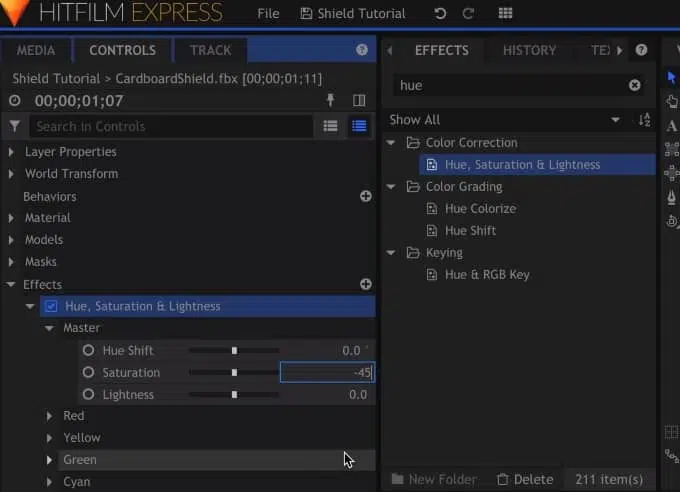 HITFILM EXPRESS
File
Shield Tutorial
MEDIA
CONTROLS
TRACK
Shield Tutorial > CardboardShield.fbx [00;00;01;11]
00;00;01;07
Search in Controls
Layer Properties
World Transform
Behaviors
Material
Models
Masks
Effects
Hue, Saturation & Lightness
Master
Hue Shift 0.0 °
Saturation -45
Lightness 0.0
Red
Yellow
Green
Cyan
EFFECTS
HISTORY
TEX
hue
Show All
Color Correction
Hue, Saturation & Lightness
Color Grading
Hue Colorize
Hue Shift
Keying
Hue & RGB Key
New Folder
Delete
211 item(s)